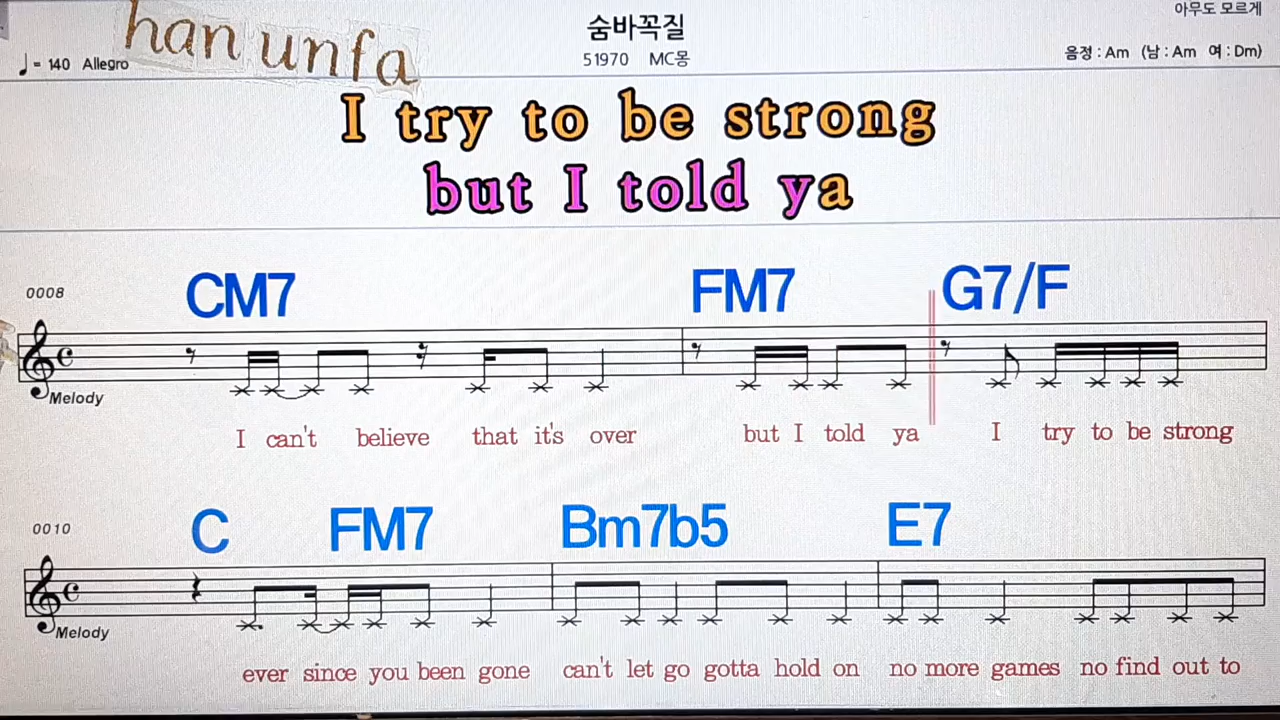 han unfa
숨바꼭질
아무도 모르게
♩= 140 Allegro
51970 MC몽
음정 : Am (남 : Am 여 : Dm)
I try to be strong
but I told ya
0008
CM7 FM7 G7/F
Melody
I can't believe that it's over but I told ya I try to be strong
0010
C FM7 Bm7b5 E7
Melody
ever since you been gone can't let go gotta hold on no more games no find out to